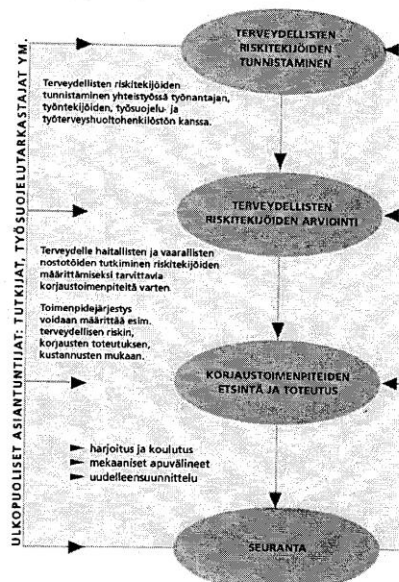 TERVEYDELLISTEN
RISKITEKIJÖIDEN
TUNNISTAMINEN
Terveydellisten riskitekijöiden
tunnistaminen yhteistyössä työnantajan,
työntekijöiden, työsuojelu- ja
työterveyshuoltohenkilöstön kanssa.
TERVEYDELLISTEN
RISKITEKIJÖIDEN ARVIOINTI
Terveydelle haitallisten ja vaarallisten
nostotöiden tutkiminen riskitekijöiden
määrittämiseksi tarvittavia
korjaustoimenpiteitä varten.
Toimenpidejärjestys
voidaan määrittää esim.
terveydellisen riskin,
korjausten toteutuksen,
kustannusten mukaan.
KORJAUSTOIMENPITEIDEN
ETSINTÄ JA TOTEUTUS
harjoitus ja koulutus
mekaaniset apuvälineet
uudelleensuunnittelu
SEURANTA
ULKOPUOLISET ASIANTUNTIJAT: TUTKIJAT, TYÖSUOJELUTARKASTAJAT YM.